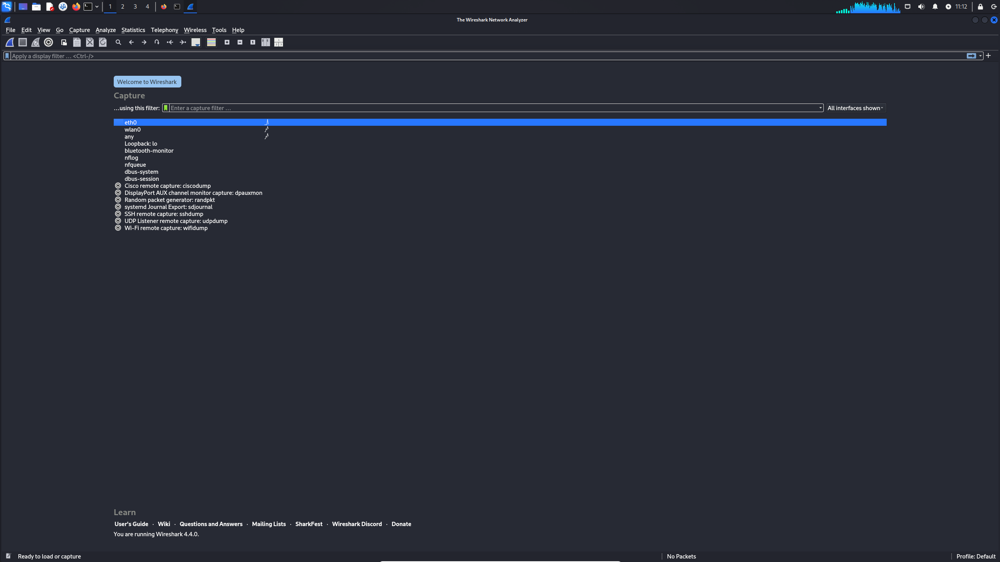 1 2 3 4 11:12
The Wireshark Network Analyzer
File Edit View Go Capture Analyze Statistics Telephony Wireless Tools Help
Apply a display filter … <Ctrl-/>
Welcome to Wireshark
Capture
…using this filter: Enter a capture filter … All interfaces shown
eth0
wlan0
any
Loopback: lo
bluetooth-monitor
nflog
nfqueue
dbus-system
dbus-session
Cisco remote capture: ciscodump
DisplayPort AUX channel monitor capture: dpauxmon
Random packet generator: randpkt
systemd Journal Export: sdjournal
SSH remote capture: sshdump
UDP Listener remote capture: udpdump
Wi-Fi remote capture: wifidump
Learn
User's Guide · Wiki · Questions and Answers · Mailing Lists · SharkFest · Wireshark Discord · Donate
You are running Wireshark 4.4.0.
Ready to load or capture No Packets Profile: Default